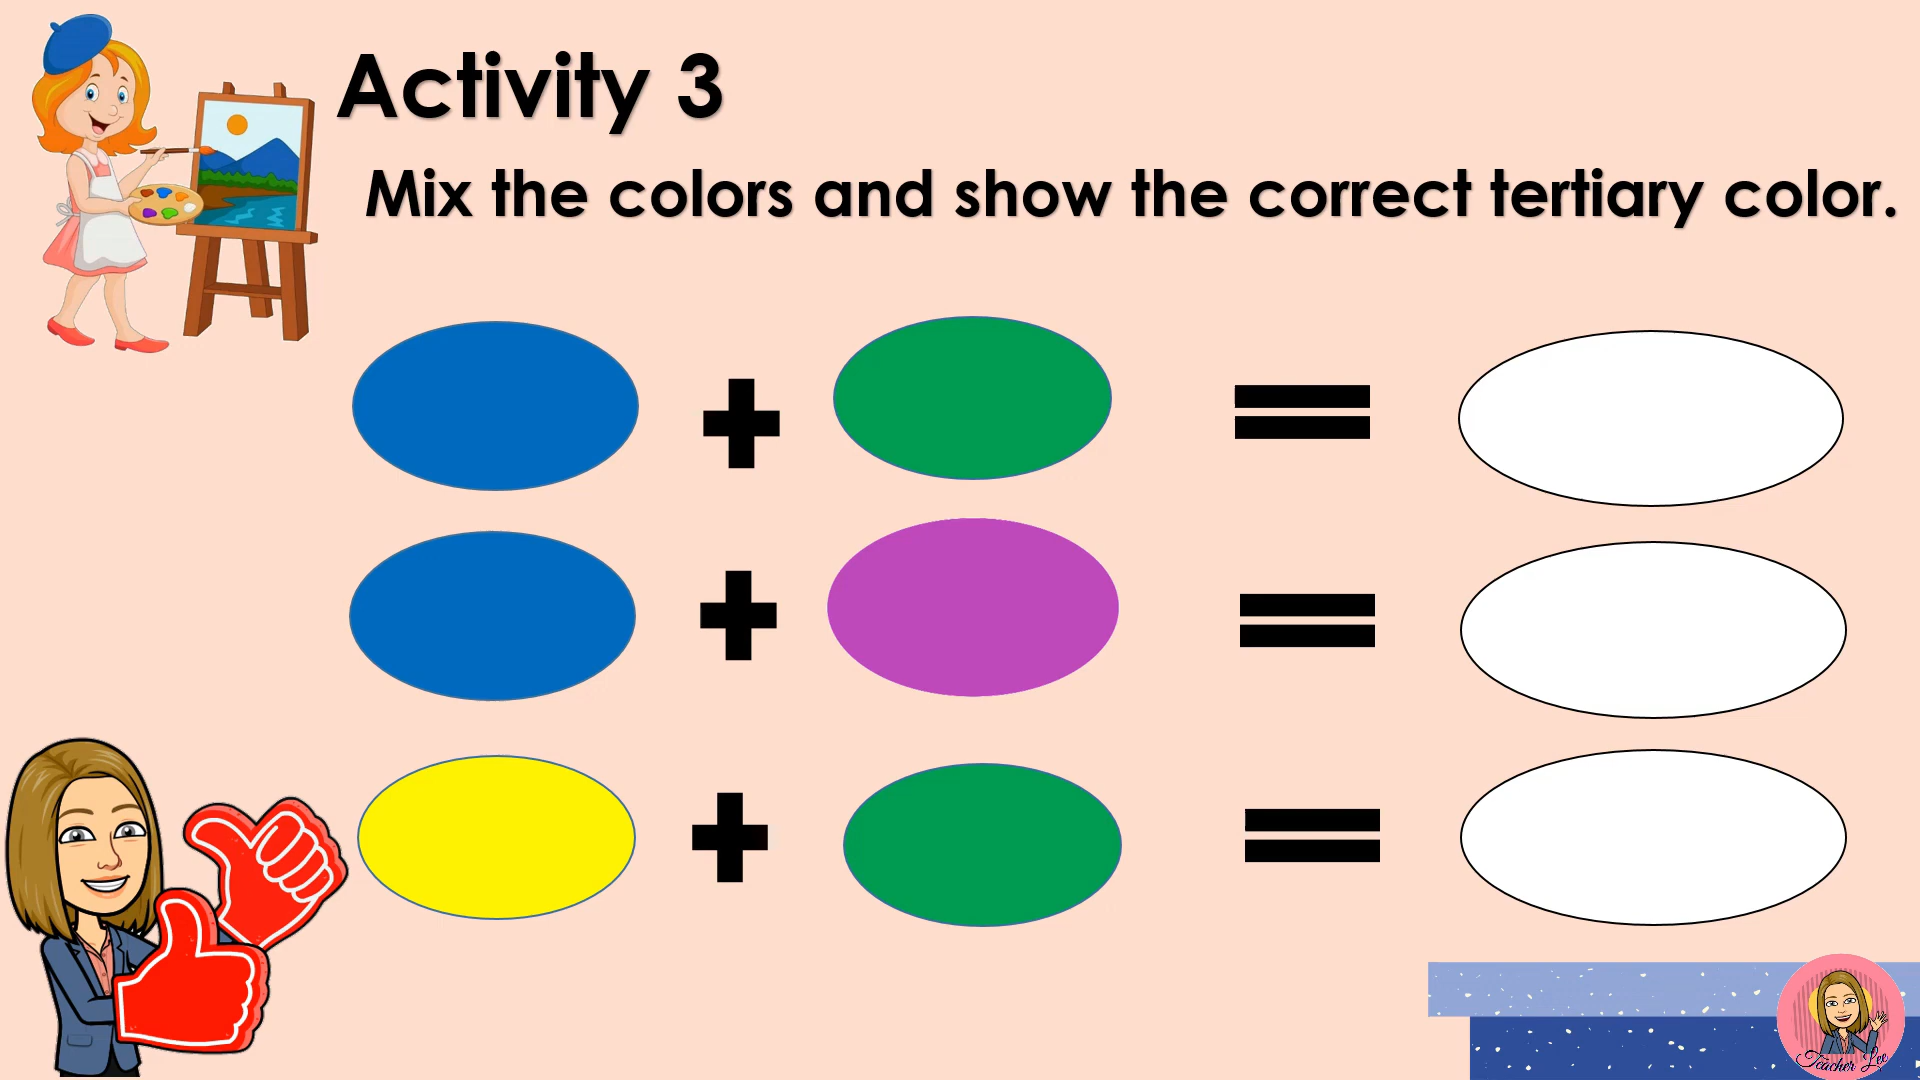 Activity 3
Mix the colors and show the correct tertiary color.
Teacher Lee